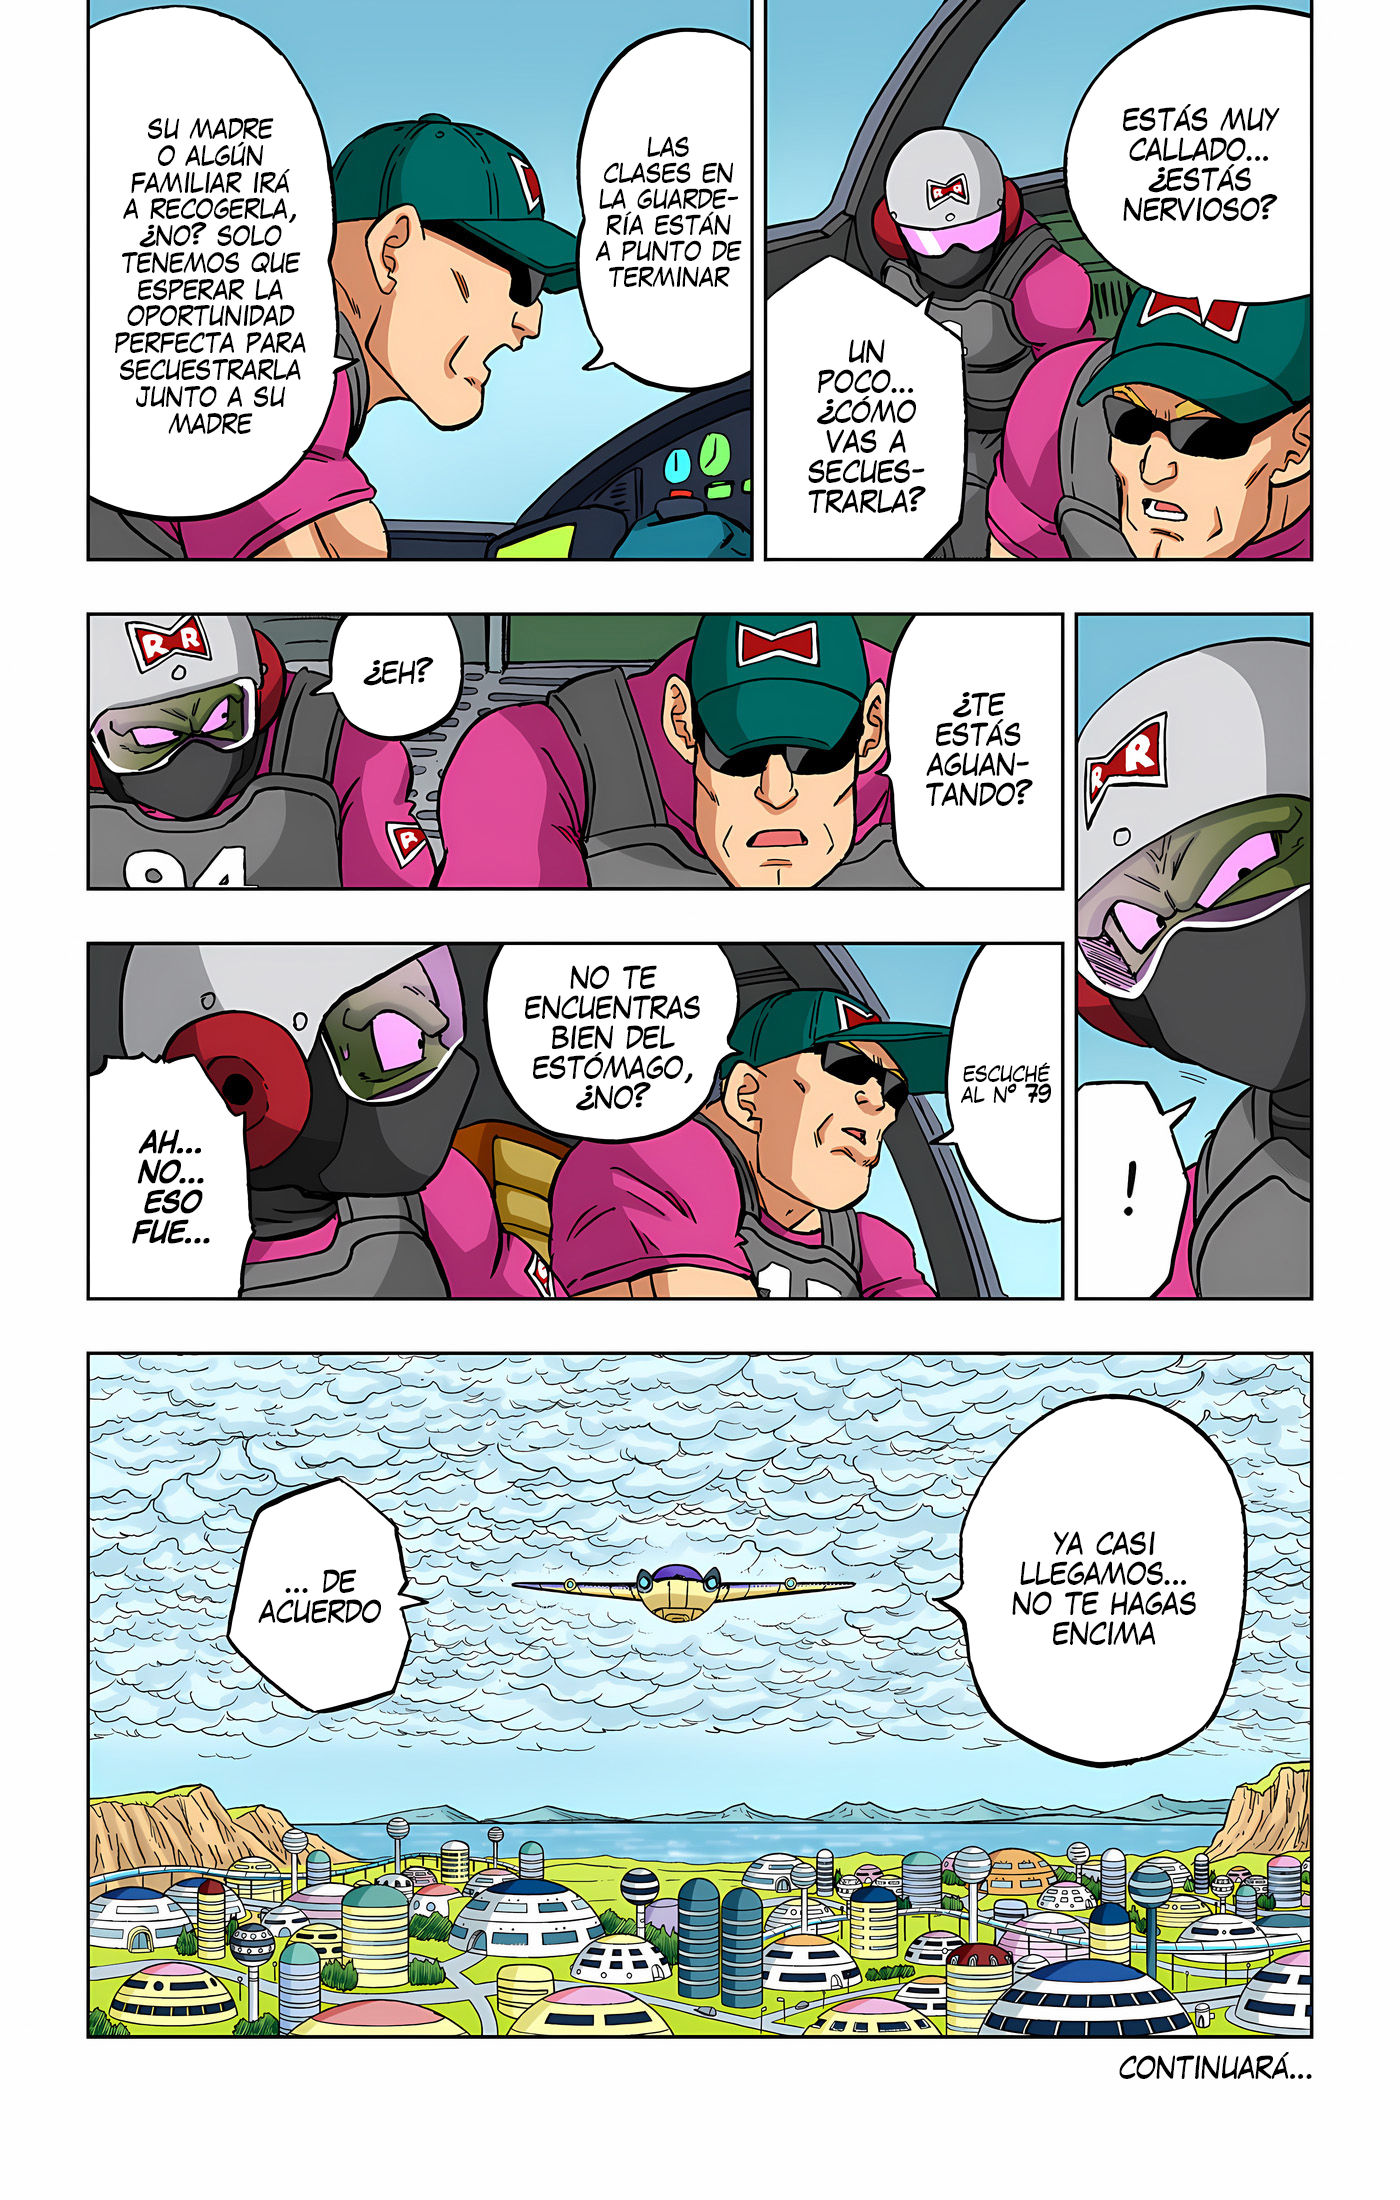 ESTÁS MUY
CALLADO...
¿ESTÁS
NERVIOSO?
UN
POCO...
¿CÓMO
VAS A
SECUES-
TRARLA?
LAS
CLASES EN
LA GUARDE-
RÍA ESTÁN
A PUNTO DE
TERMINAR
SU MADRE
O ALGÚN
FAMILIAR IRÁ
A RECOGERLA,
¿NO? SOLO
TENEMOS QUE
ESPERAR LA
OPORTUNIDAD
PERFECTA PARA
SECUESTRARLA
JUNTO A SU
MADRE
R R
R R
¿TE
ESTÁS
AGUAN-
TANDO?
¿EH?
R R
R
94
!
ESCUCHÉ
AL Nº 79
NO TE
ENCUENTRAS
BIEN DEL
ESTÓMAGO,
¿NO?
AH...
NO...
ESO
FUE...
YA CASI
LLEGAMOS...
NO TE HAGAS
ENCIMA
... DE
ACUERDO
CONTINUARÁ...